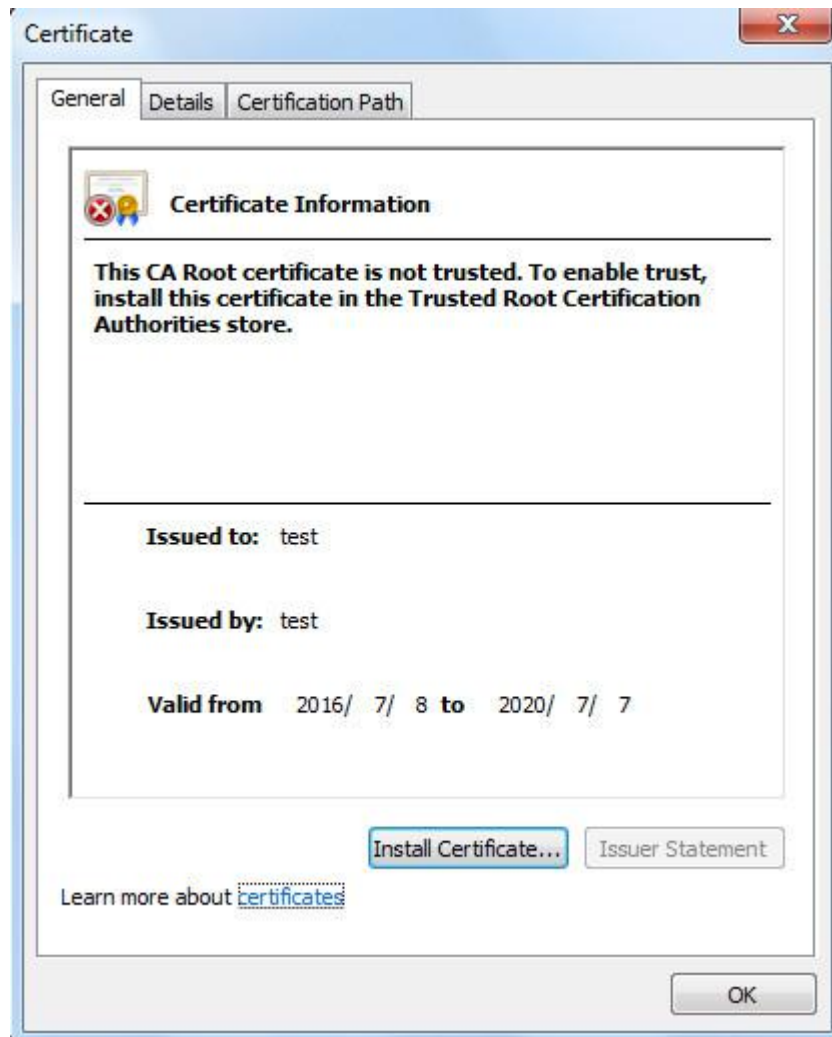 Certificate
General Details Certification Path
Certificate Information
This CA Root certificate is not trusted. To enable trust,
install this certificate in the Trusted Root Certification
Authorities store.
Issued to: test
Issued by: test
Valid from 2016/ 7/ 8 to 2020/ 7/ 7
Install Certificate... Issuer Statement
Learn more about certificates
OK